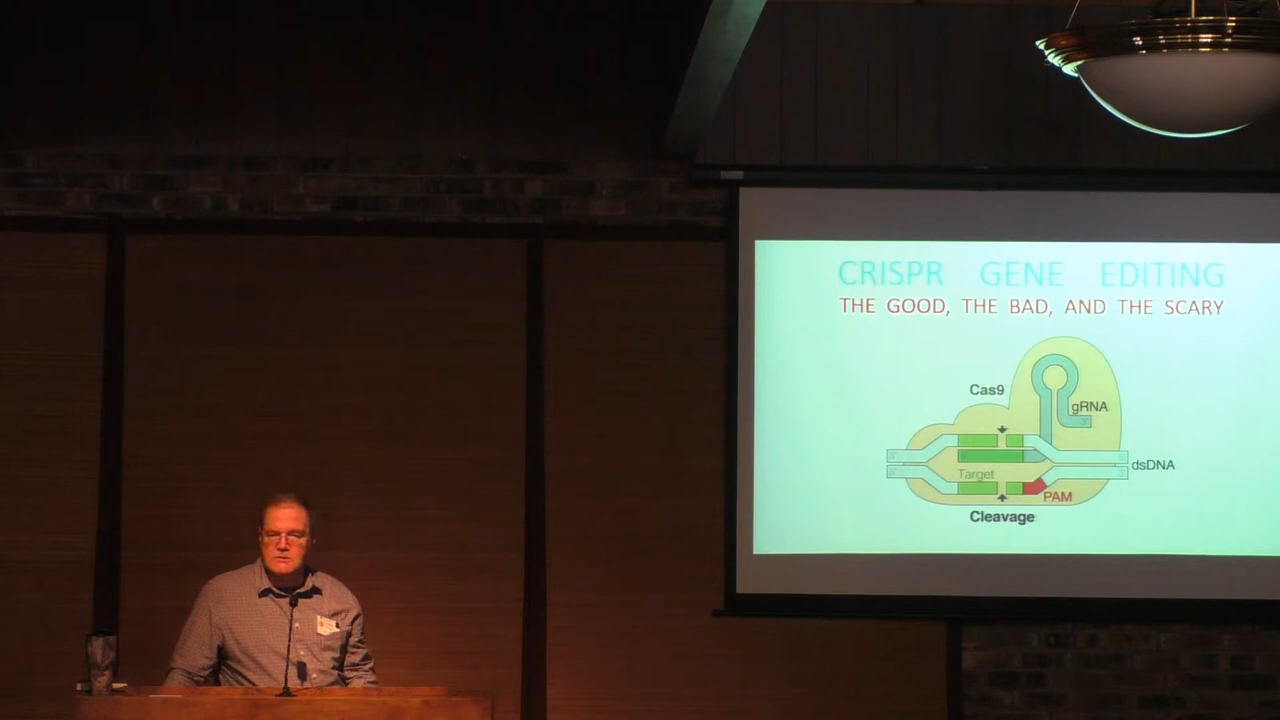 CRISPR GENE EDITING
THE GOOD, THE BAD, AND THE SCARY
Cas9
gRNA
dsDNA
Target
PAM
Cleavage